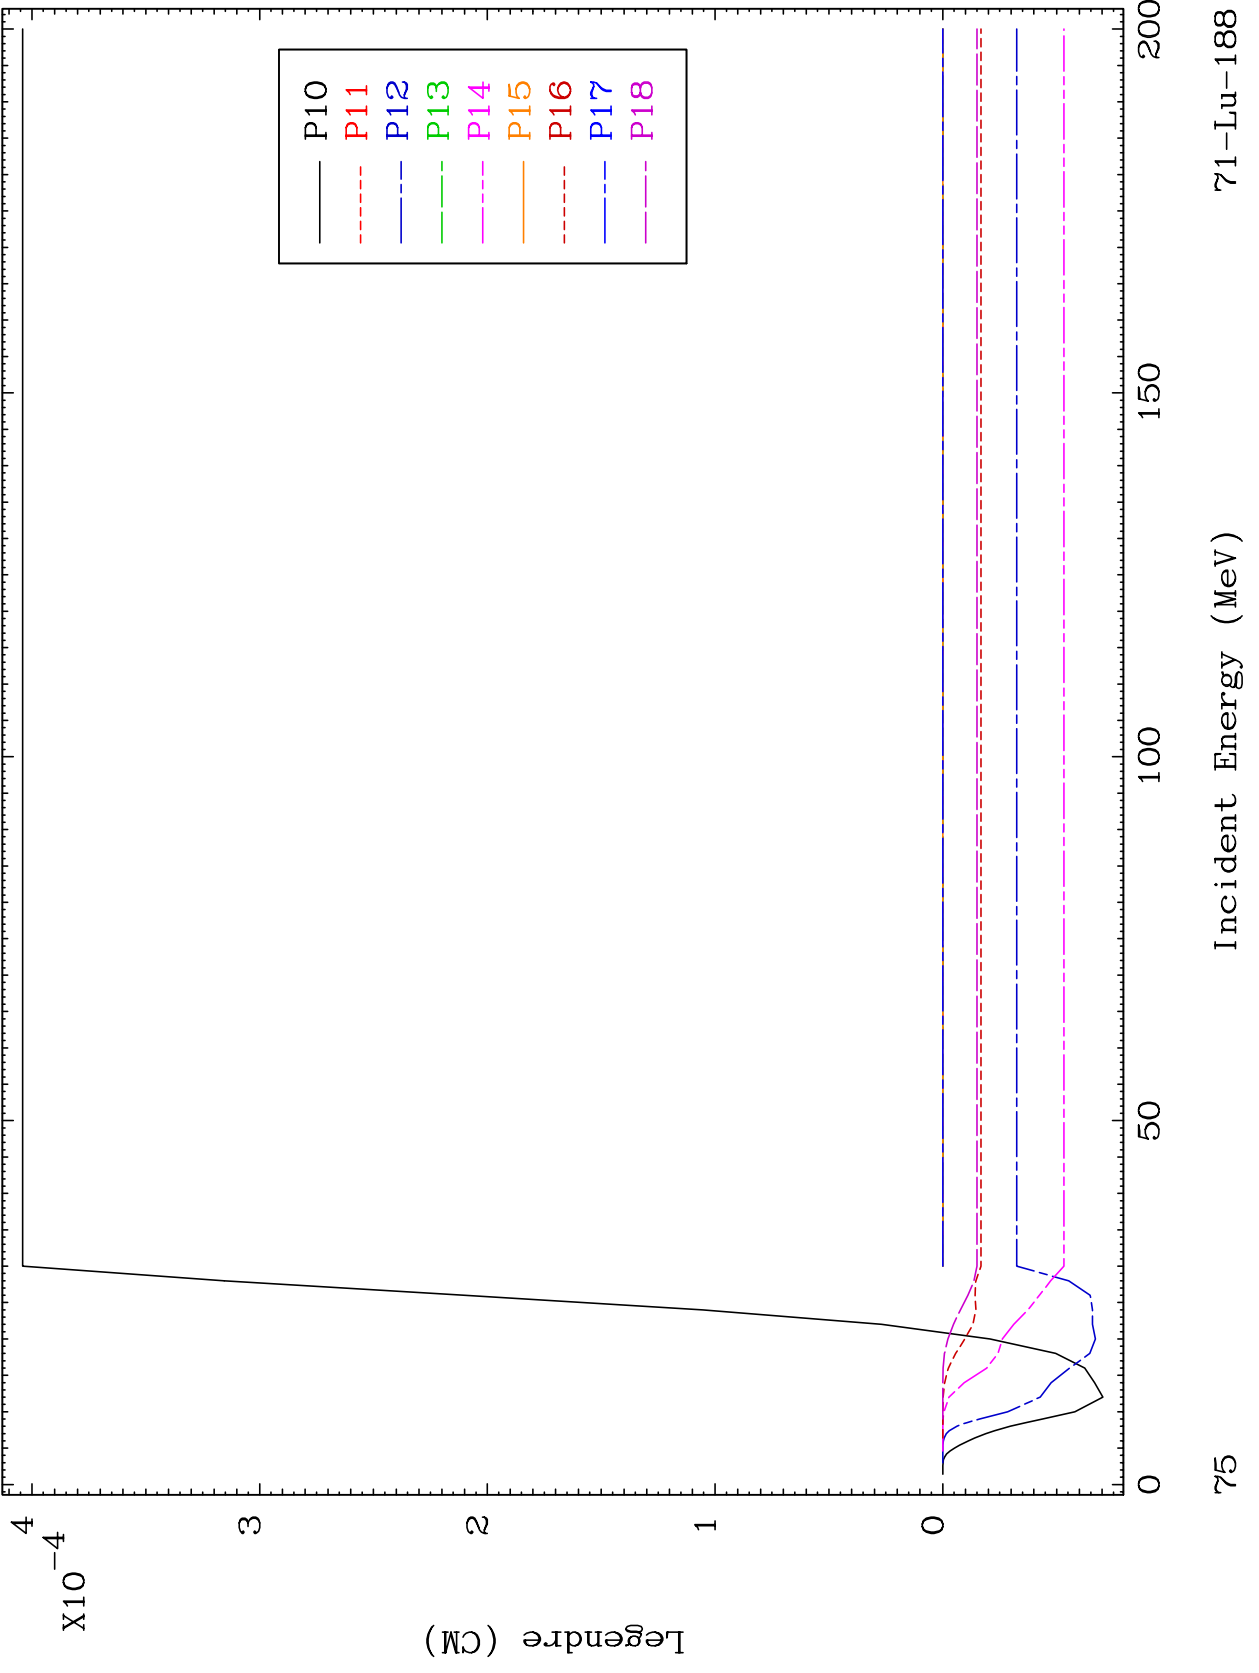 X10
-4
4
3
2
1
0
Legendre (CM)
P10
P11
P12
P13
P14
P15
P16
P17
P18
0
50
100
150
200
Incident Energy (MeV)
75
71-Lu-188